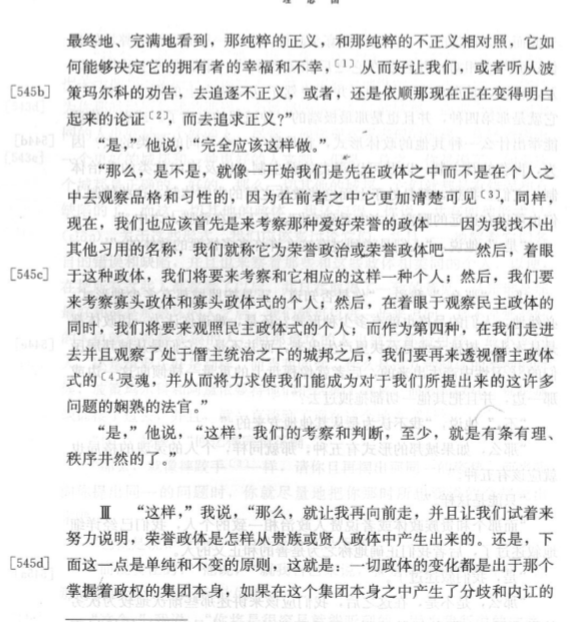 最终地、完满地看到，那纯粹的正义，和那纯粹的不正义相对照，它如
何能够决定它的拥有者的幸福和不幸，〔1〕从而好让我们，或者听从波
[545b] 策玛尔科的劝告，去追逐不正义，或者，还是依顺那现在正在变得明白
起来的论证〔2〕，而去追求正义?”
“是，”他说，“完全应该这样做。”
“那么，是不是，就像一开始我们是先在政体之中而不是在个人之
中去观察品格和习性的，因为在前者之中它更加清楚可见〔3〕，同样，
现在，我们也应该首先是来考察那种爱好荣誉的政体——因为我找不出
其他习用的名称，我们就称它为荣誉政治或荣誉政体吧——然后，着眼
[545c] 于这种政体，我们将要来考察和它相应的这样一种个人；然后，我们要
来考察寡头政体和寡头政体式的个人；然后，在着眼于观察民主政体的
同时，我们将要来观照民主政体式的个人；而作为第四种，在我们走进
去并且观察了处于僭主统治之下的城邦之后，我们要再来透视僭主政体
式的〔4〕灵魂，并从而将力求使我们能成为对于我们所提出来的这许多
问题的娴熟的法官。”
“是，”他说，“这样，我们的考察和判断，至少，就是有条有理、
秩序井然的了。”
Ⅲ “这样，”我说，“那么，就让我再向前走，并且让我们试着来
努力说明，荣誉政体是怎样从贵族或贤人政体中产生出来的。还是，下
[545d] 面这一点是单纯和不变的原则，这就是：一切政体的变化都是出于那个
掌握着政权的集团本身，如果在这个集团本身之中产生了分歧和内讧的